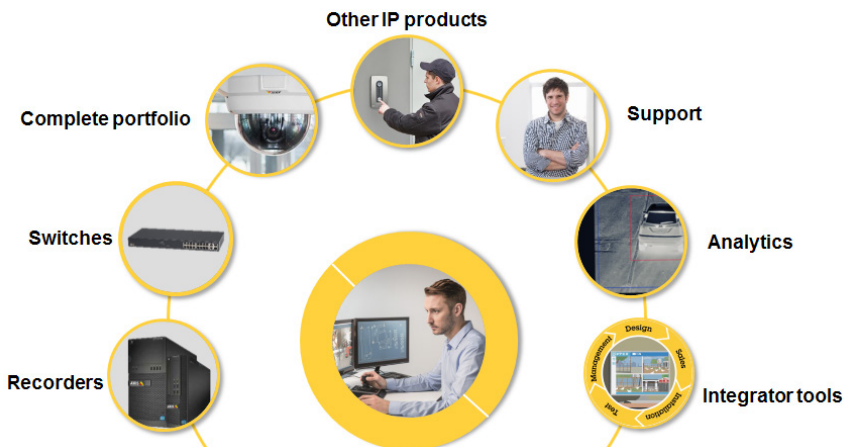 Other IP products
Complete portfolio
Support
Switches
Analytics
Recorders
Integrator tools
Design
Sales
Installation
Test
Management